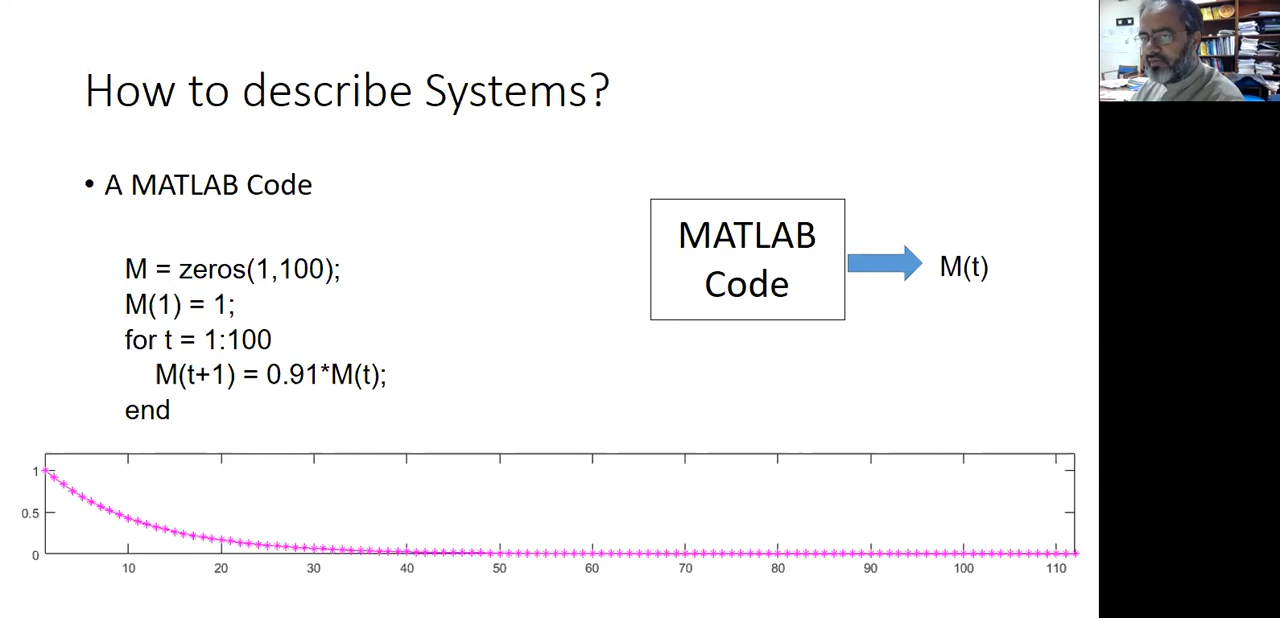 How to describe Systems?
• A MATLAB Code
M = zeros(1,100);
M(1) = 1;
for t = 1:100
M(t+1) = 0.91*M(t);
end
MATLAB
Code
M(t)
1
0.5
0
10 20 30 40 50 60 70 80 90 100 110